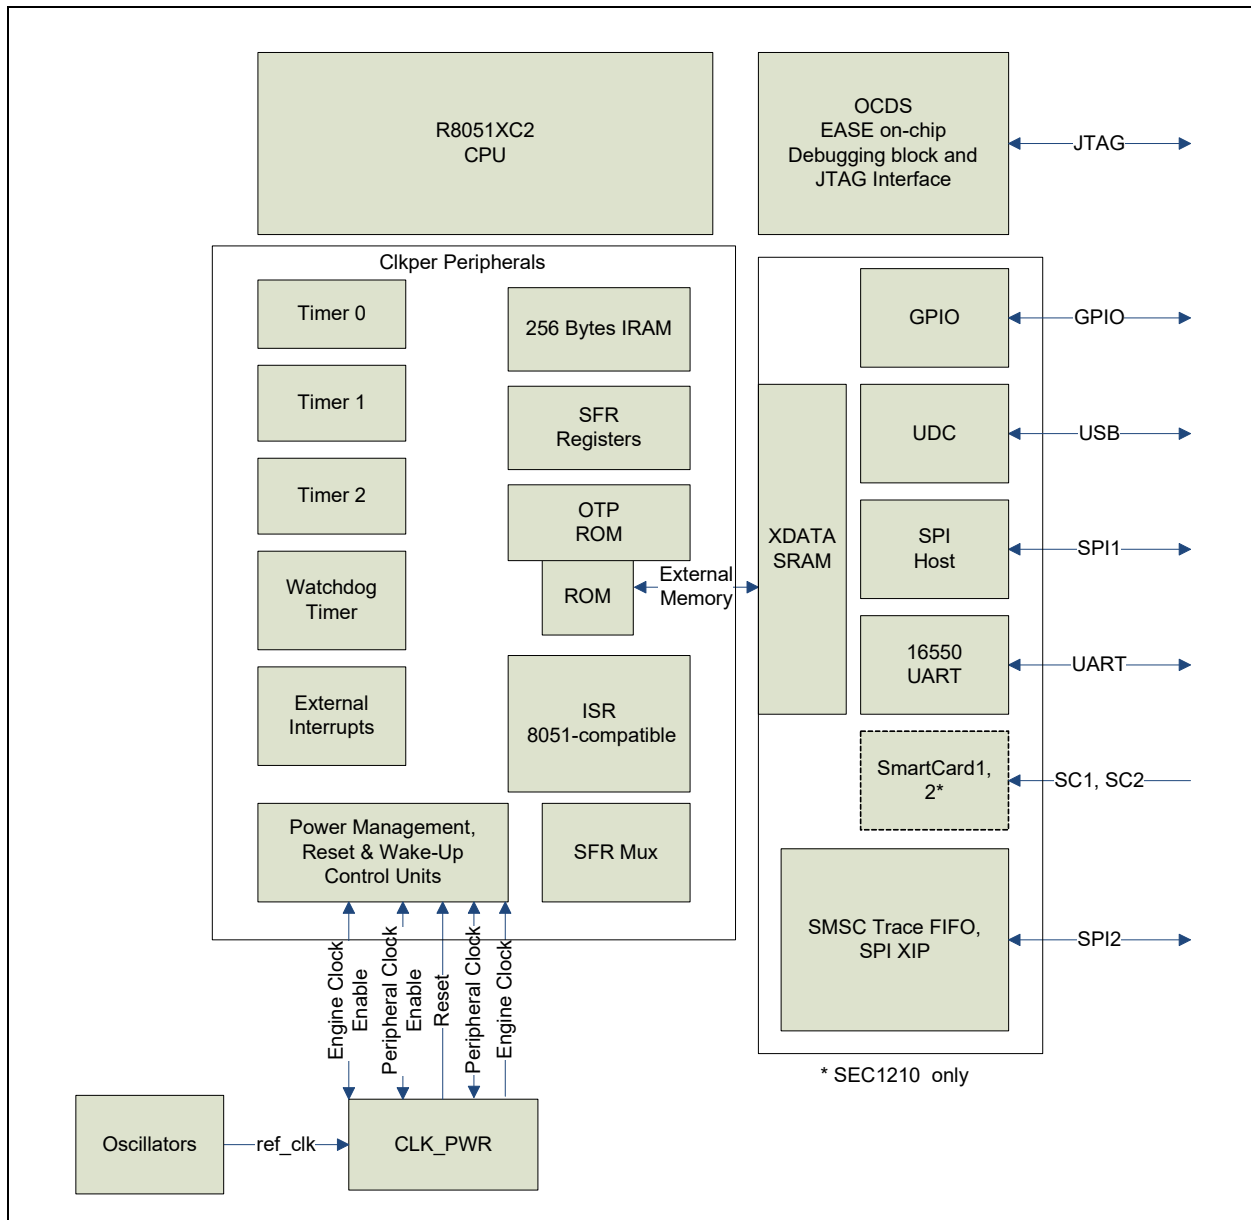 R8051XC2
CPU
OCDS
EASE on-chip
Debugging block and
JTAG Interface
JTAG
Clkper Peripherals
Timer 0
Timer 1
Timer 2
Watchdog
Timer
External
Interrupts
Power Management,
Reset & Wake-Up
Control Units
256 Bytes IRAM
SFR
Registers
OTP
ROM
ROM
External
Memory
ISR
8051-compatible
SFR Mux
XDATA
SRAM
GPIO
GPIO
UDC
USB
SPI
Host
SPI1
16550
UART
UART
SmartCard1,
2*
SC1, SC2
SMSC Trace FIFO,
SPI XIP
SPI2
* SEC1210 only
Engine Clock
Enable
Peripheral Clock
Enable
Reset
Peripheral Clock
Engine Clock
Oscillators
ref_clk
CLK_PWR